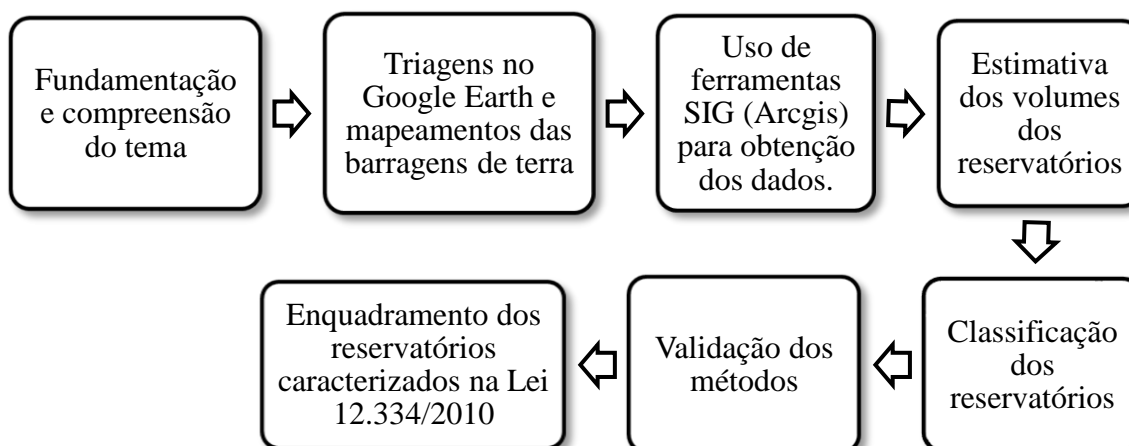 Fundamentação
e compreensão
do tema
Triagens no
Google Earth e
mapeamentos das
barragens de terra
Uso de
ferramentas
SIG (Arcgis)
para obtenção
dos dados.
Estimativa
dos volumes
dos
reservatórios
Classificação
dos
reservatórios
Validação dos
métodos
Enquadramento dos
reservatórios
caracterizados na Lei
12.334/2010